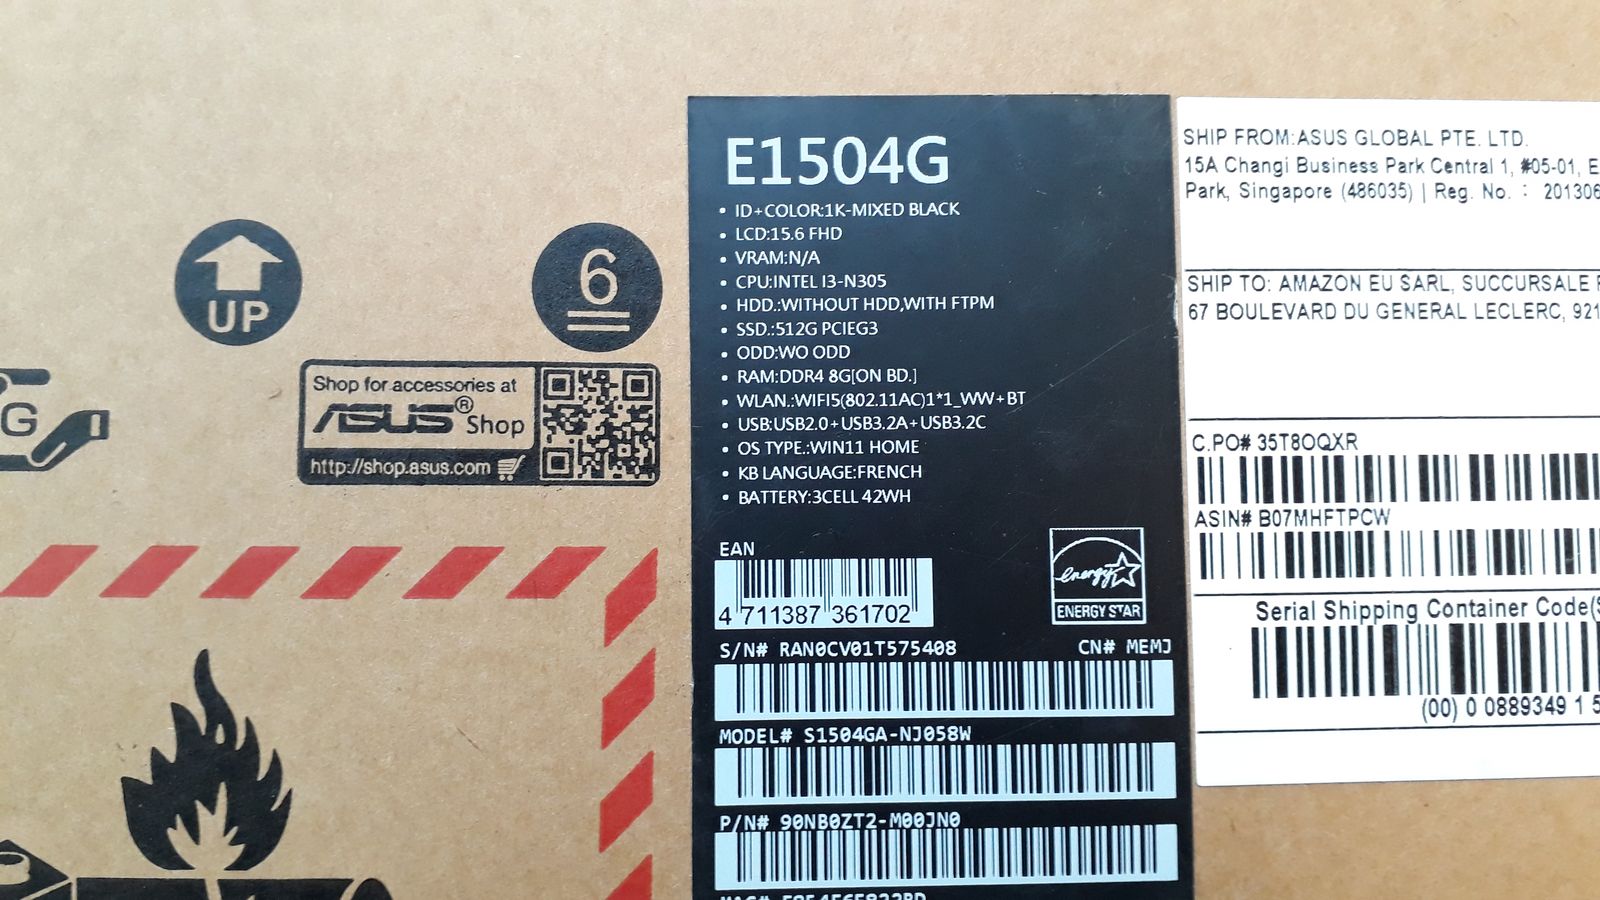 UP
6
G
Shop for accessories at
ASUS® Shop
http://shop.asus.com
E1504G
• ID+COLOR:1K-MIXED BLACK
• LCD:15.6 FHD
• VRAM:N/A
• CPU:INTEL I3-N305
• HDD.:WITHOUT HDD,WITH FTPM
• SSD.:512G PCIEG3
• ODD:WO ODD
• RAM:DDR4 8G[ON BD.]
• WLAN.:WIFI5(802.11AC)1*1_WW+BT
• USB:USB2.0+USB3.2A+USB3.2C
• OS TYPE.:WIN11 HOME
• KB LANGUAGE:FRENCH
• BATTERY:3CELL 42WH
EAN
4 711387 361702
energy
ENERGY STAR
S/N# RAN0CV01T575408 CN# MEMJ
MODEL# S1504GA-NJ058W
P/N# 90NB0ZT2-M00JN0
SHIP FROM:ASUS GLOBAL PTE. LTD.
15A Changi Business Park Central 1, #05-01, E
Park, Singapore (486035) | Reg. No. : 201306
SHIP TO: AMAZON EU SARL, SUCCURSALE F
67 BOULEVARD DU GENERAL LECLERC, 921
C.PO# 35T8OQXR
ASIN# B07MHFTPCW
Serial Shipping Container Code(S
(00) 0 0889349 1 5